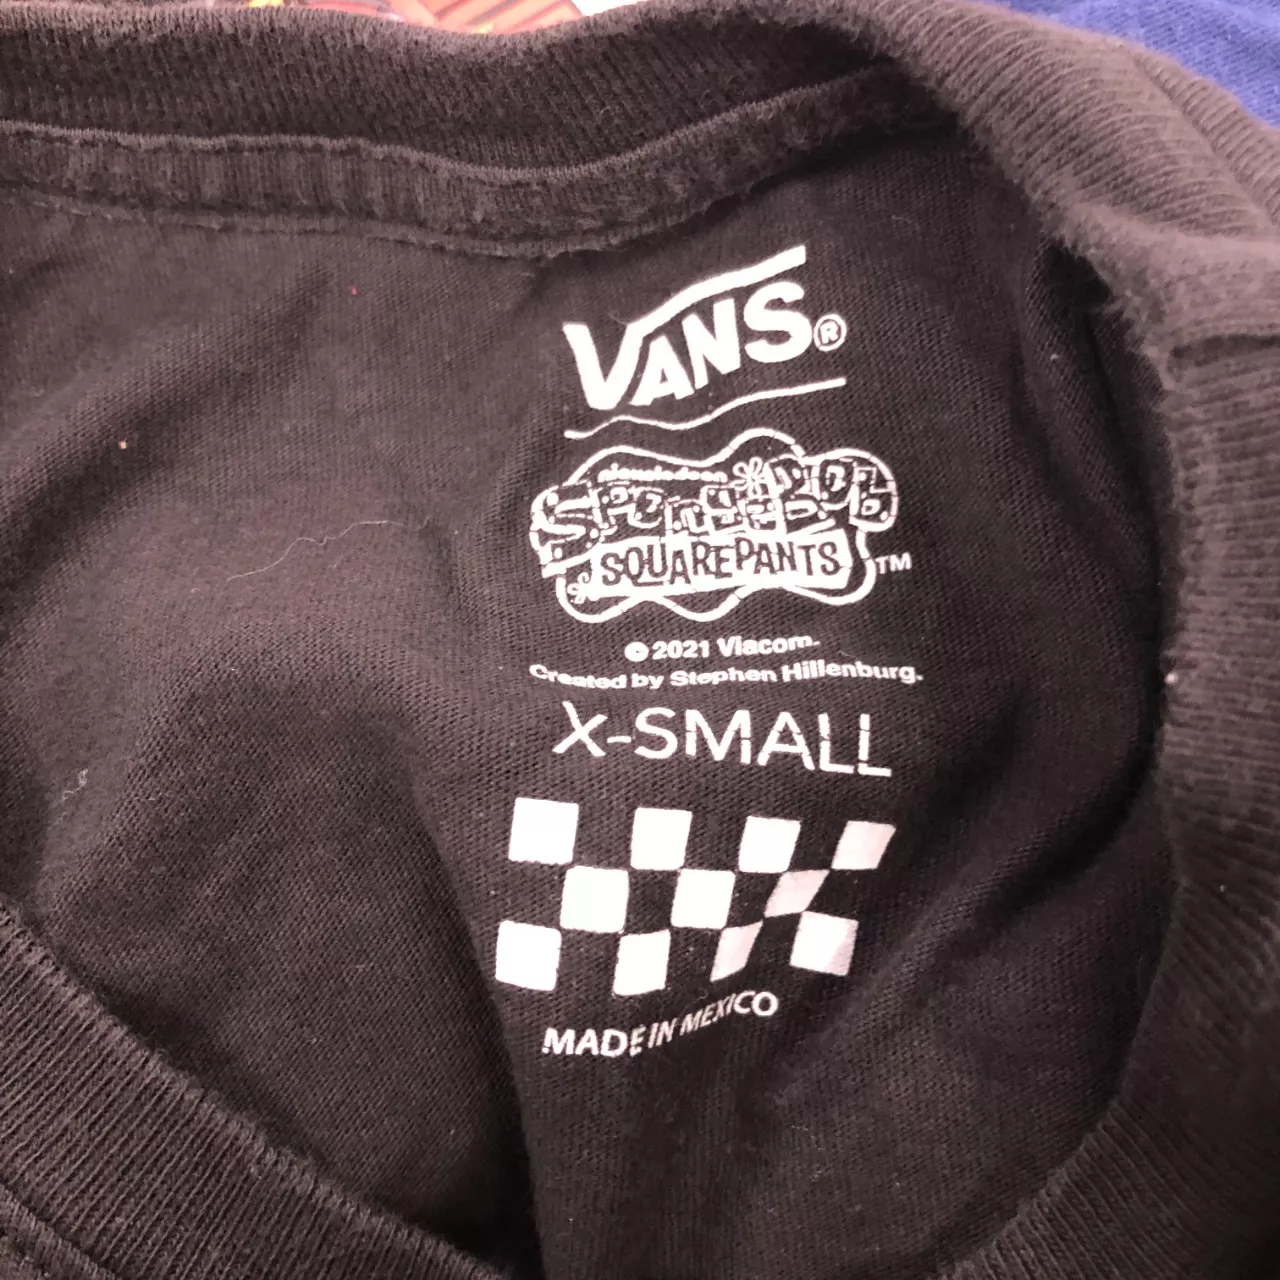 VANS®
nickelodeon
SPONGEBOB
SQUAREPANTS™
© 2021 Viacom.
Created by Stephen Hillenburg.
X-SMALL
MADE IN MEXICO